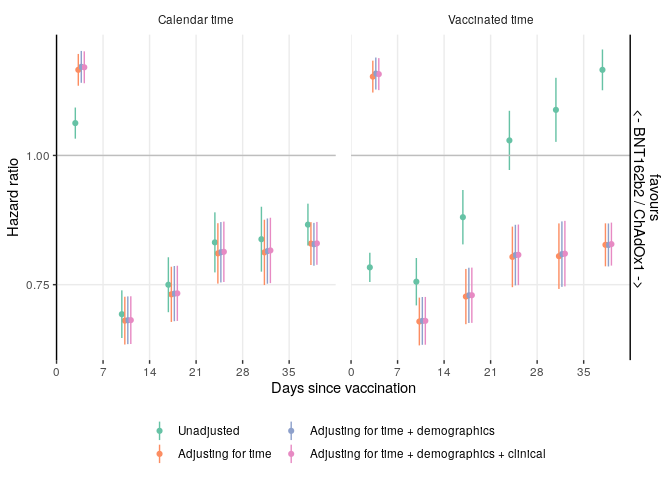 Calendar time
Vaccinated time
1.00
0.75
Hazard ratio
favours
<- BNT162b2 / ChAdOx1 ->
0 7 14 21 28 35
0 7 14 21 28 35
Days since vaccination
Unadjusted
Adjusting for time
Adjusting for time + demographics
Adjusting for time + demographics + clinical